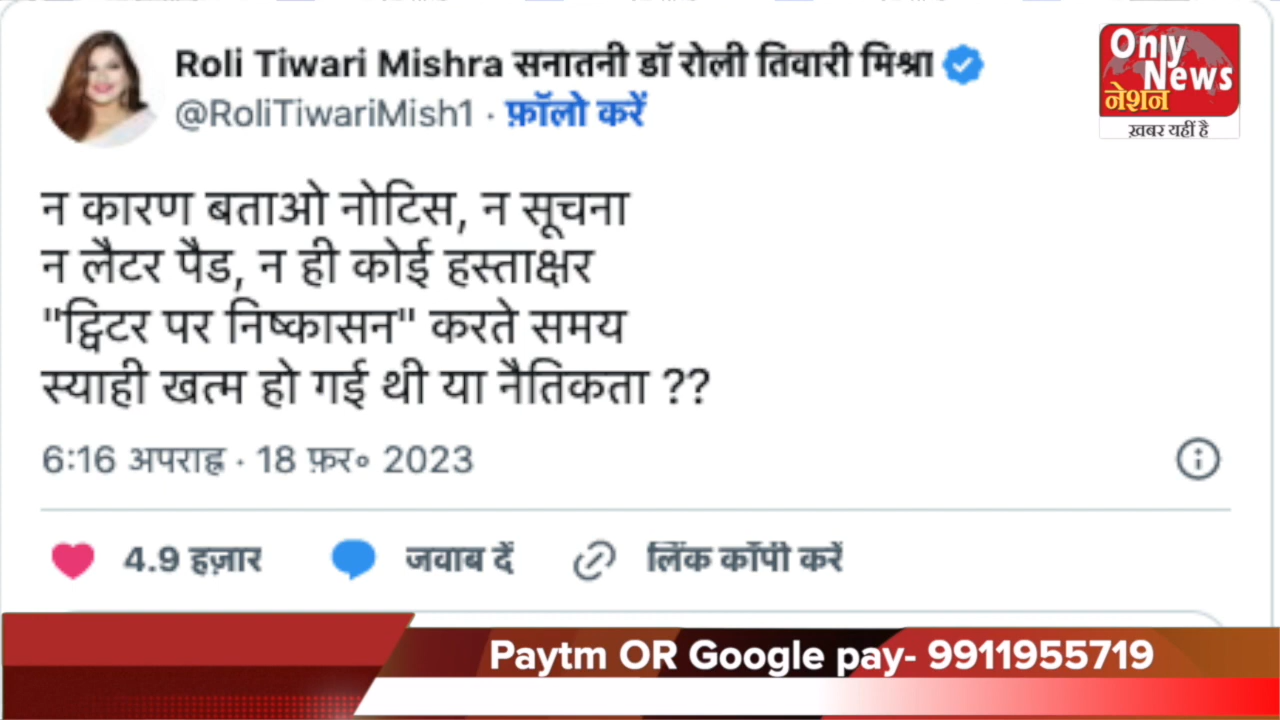 Roli Tiwari Mishra सनातनी डॉ रोली तिवारी मिश्रा
@RoliTiwariMish1 · फ़ॉलो करें
Only
News
नेशन
ख़बर यहीं है
न कारण बताओ नोटिस, न सूचना
न लैटर पैड, न ही कोई हस्ताक्षर
"ट्विटर पर निष्कासन" करते समय
स्याही खत्म हो गई थी या नैतिकता ??
6:16 अपराह्न · 18 फ़र॰ 2023
4.9 हज़ार जवाब दें लिंक कॉपी करें
Paytm OR Google pay- 9911955719